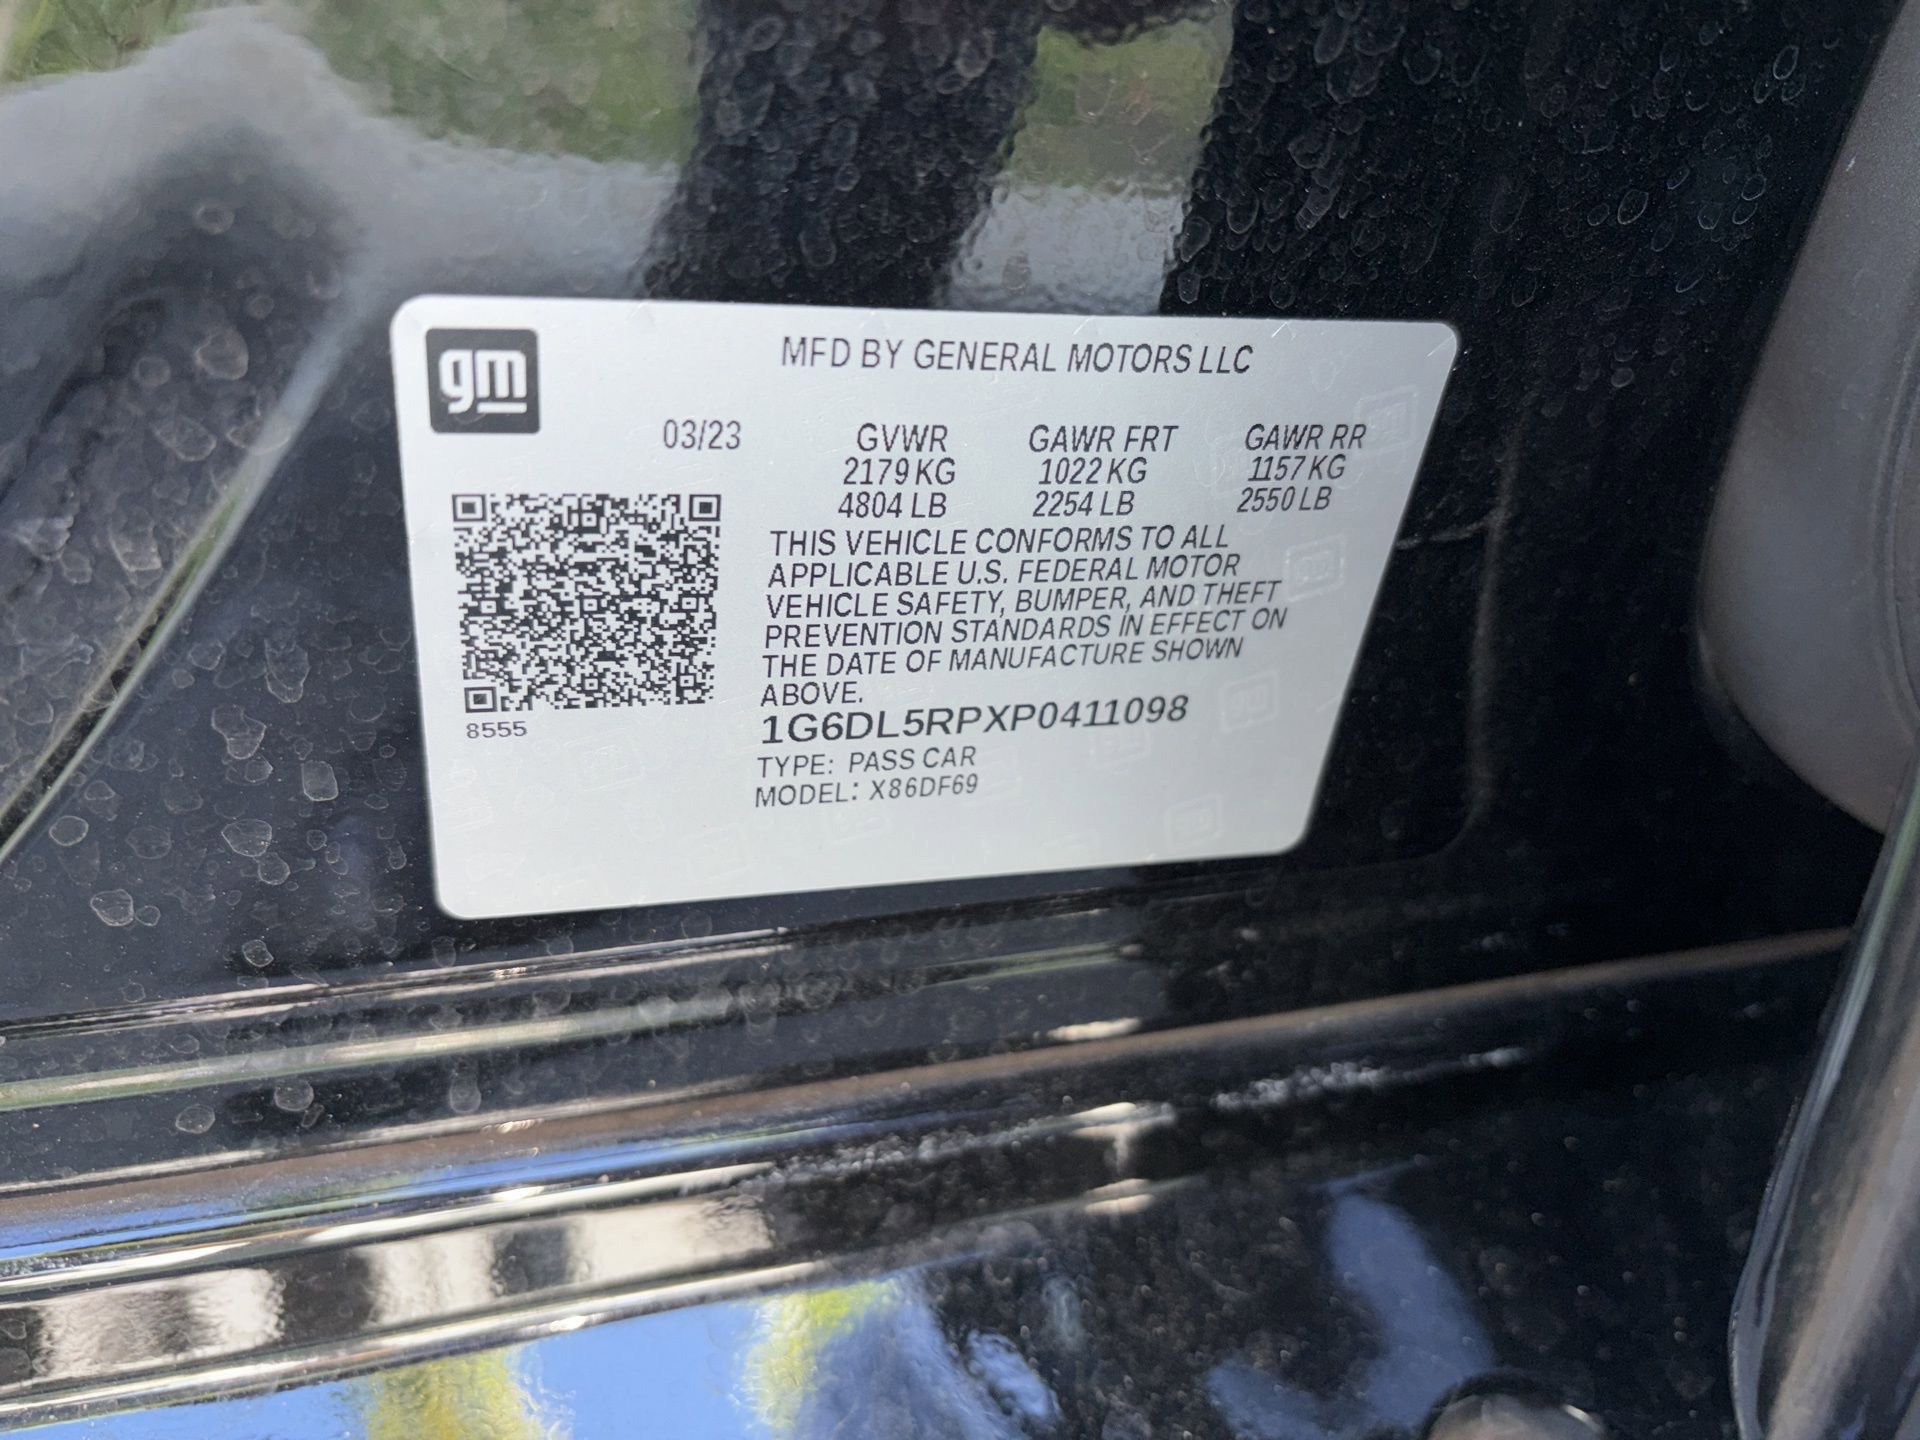 gm
MFD BY GENERAL MOTORS LLC
03/23 GVWR GAWR FRT GAWR RR
2179 KG 1022 KG 1157 KG
4804 LB 2254 LB 2550 LB
THIS VEHICLE CONFORMS TO ALL
APPLICABLE U.S. FEDERAL MOTOR
VEHICLE SAFETY, BUMPER, AND THEFT
PREVENTION STANDARDS IN EFFECT ON
THE DATE OF MANUFACTURE SHOWN
ABOVE.
8555
1G6DL5RPXP0411098
TYPE: PASS CAR
MODEL: X86DF69